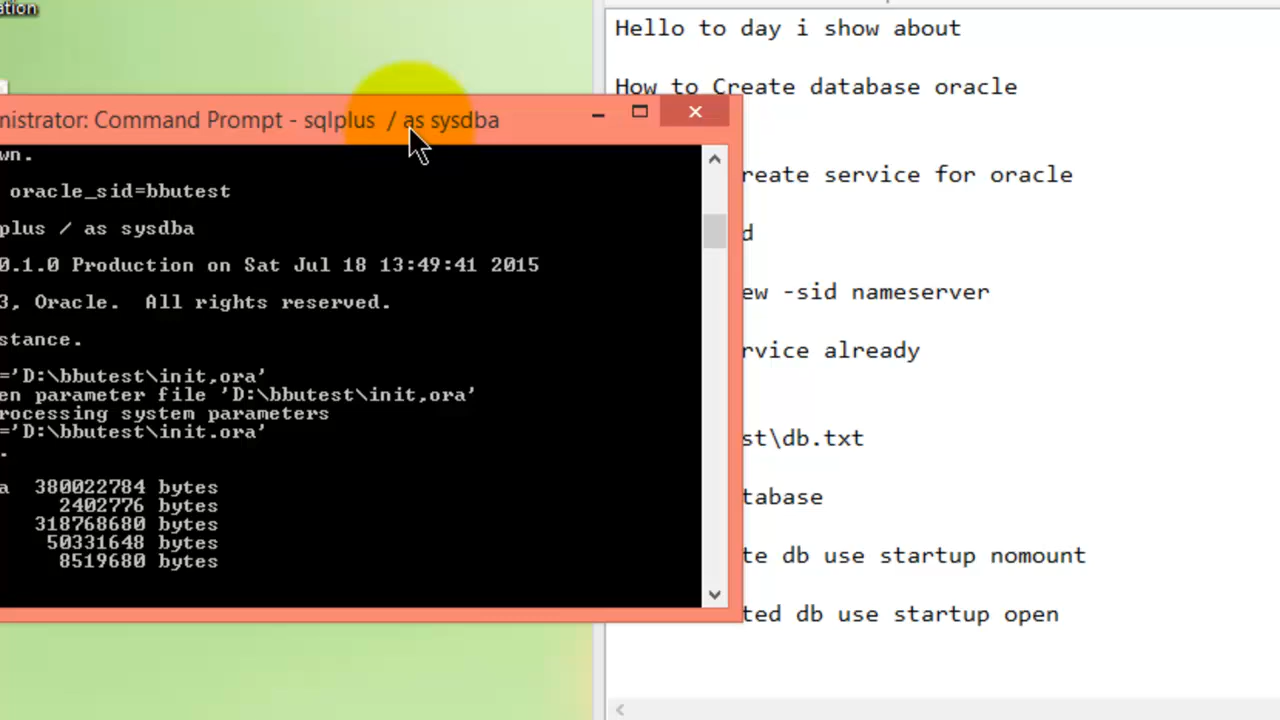 ation
Hello to day i show about
How to Create database oracle
reate service for oracle
d
ew -sid nameserver
rvice already
st\db.txt
tabase
te db use startup nomount
ted db use startup open
nistrator: Command Prompt - sqlplus / as sysdba
wn.
oracle_sid=bbutest
plus / as sysdba
0.1.0 Production on Sat Jul 18 13:49:41 2015
3, Oracle. All rights reserved.
stance.
='D:\bbutest\init,ora'
en parameter file 'D:\bbutest\init,ora'
rocessing system parameters
='D:\bbutest\init.ora'
.
a 380022784 bytes
2402776 bytes
318768680 bytes
50331648 bytes
8519680 bytes